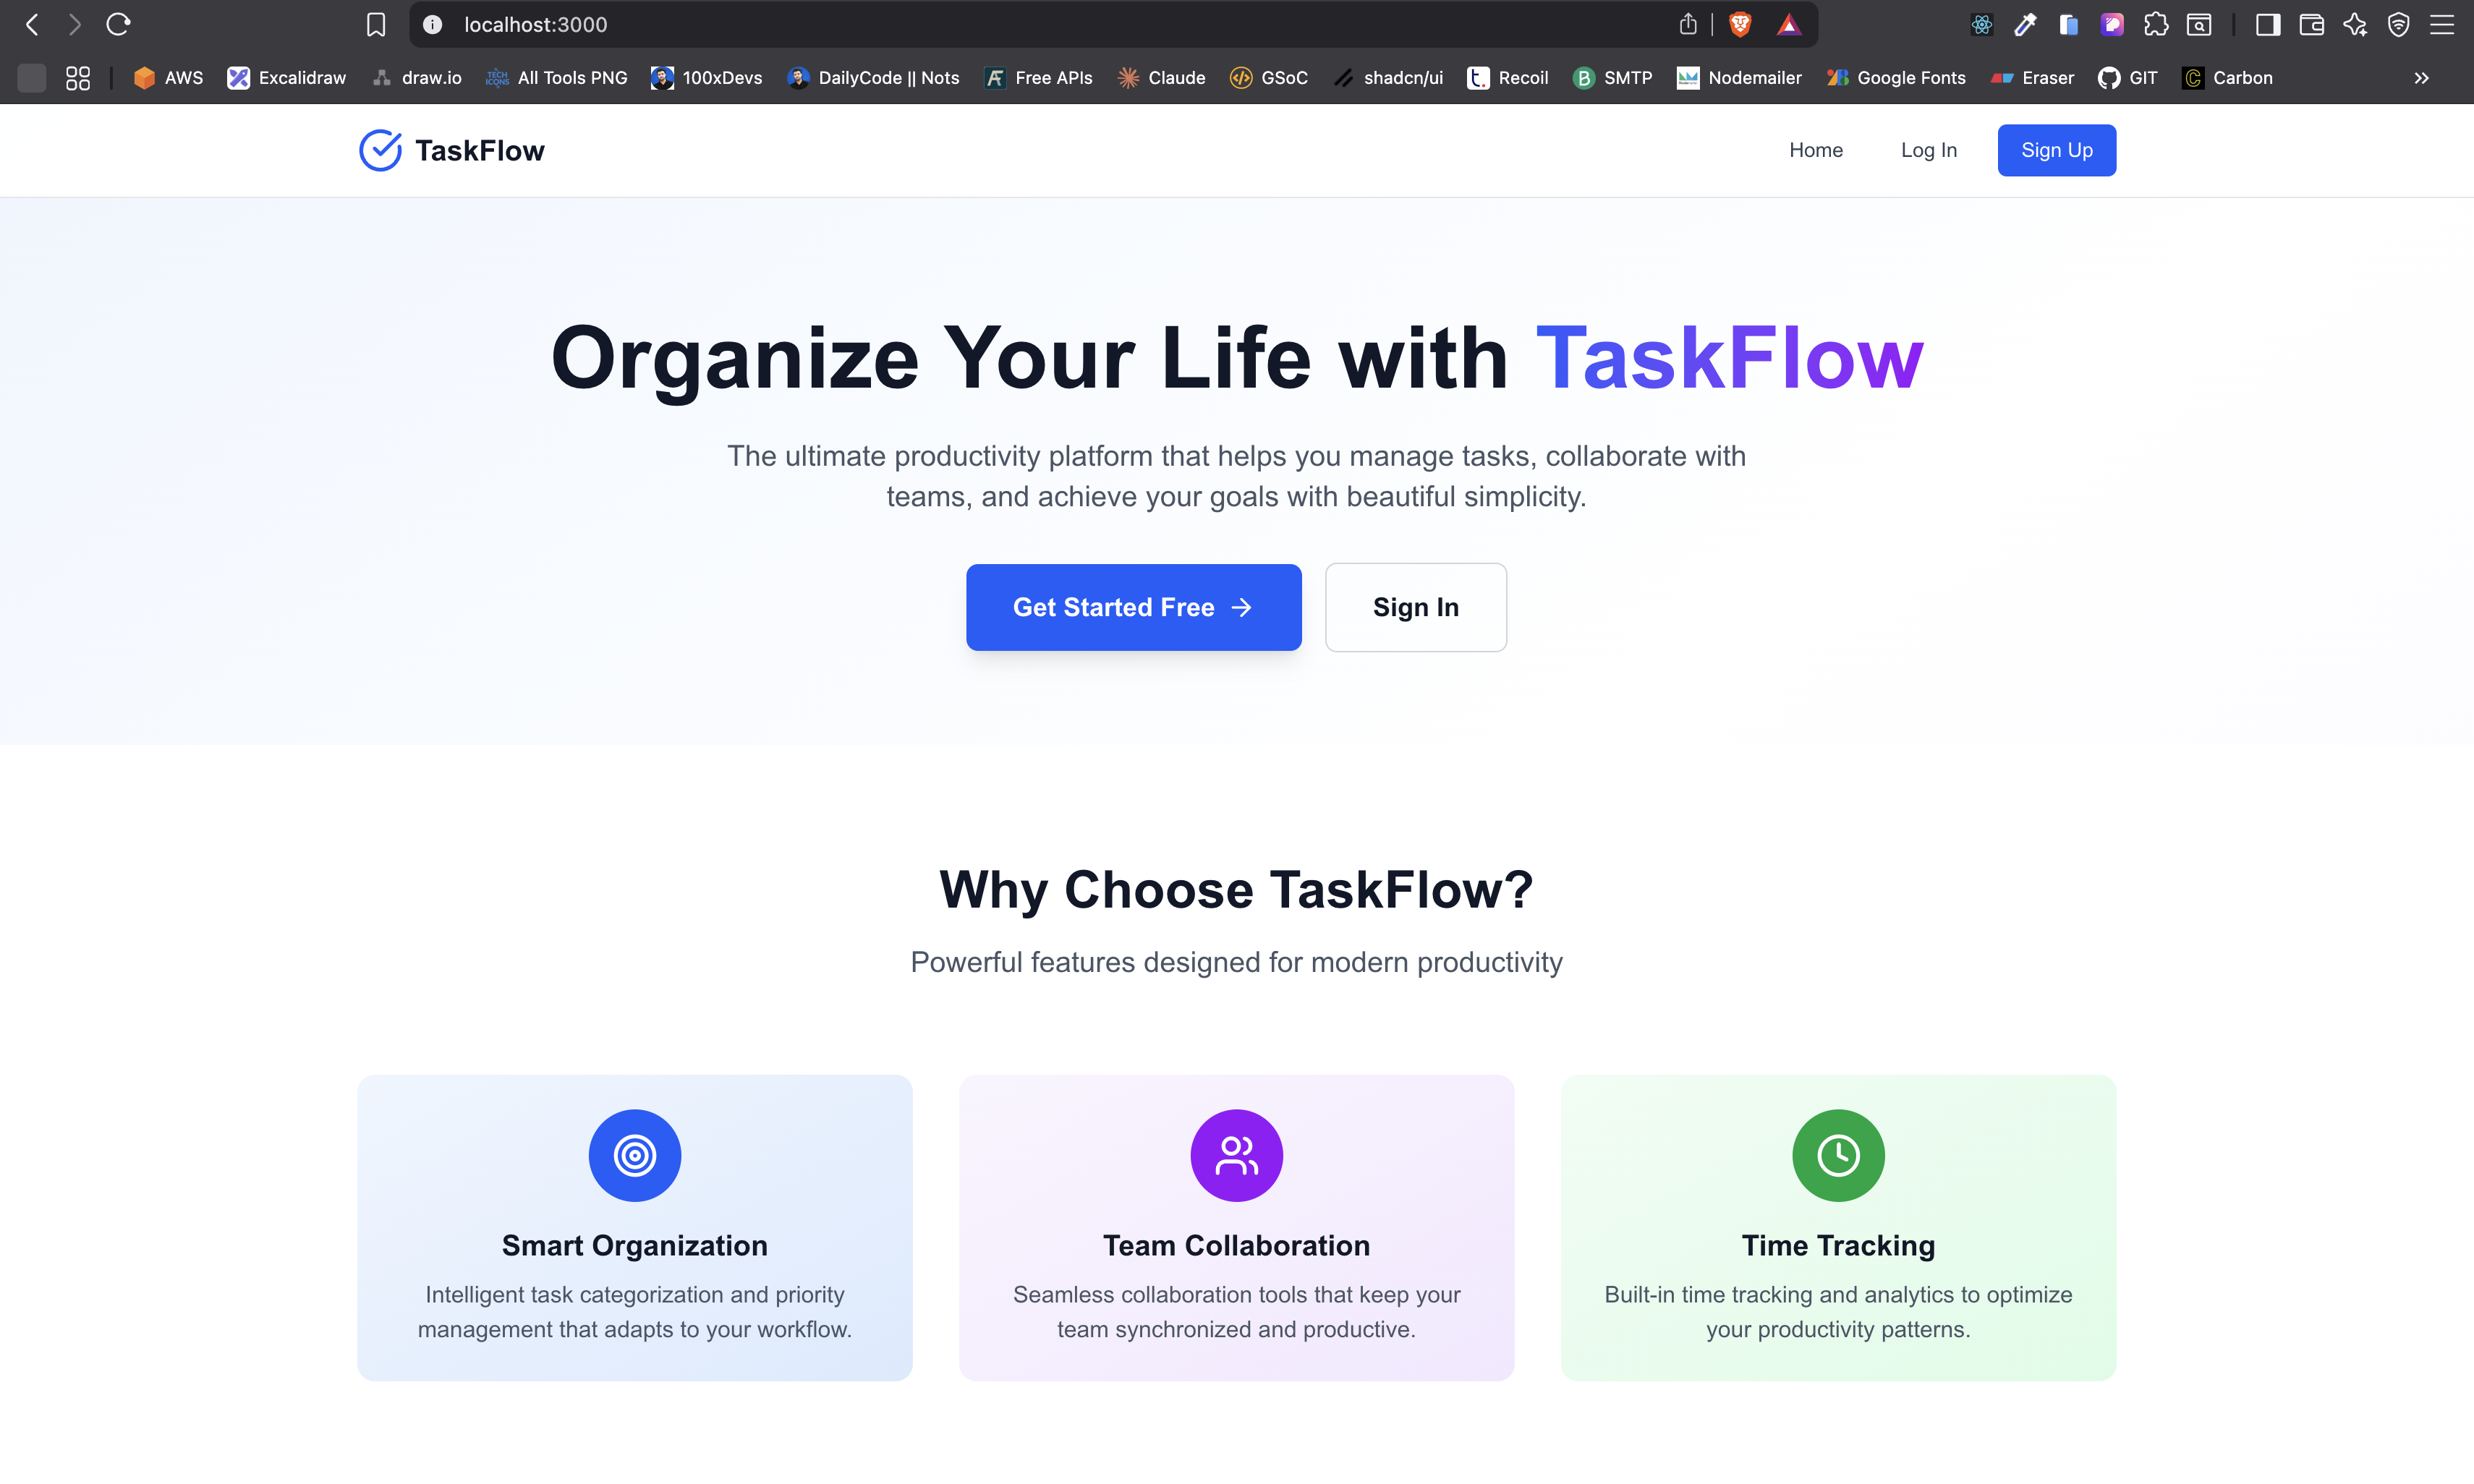 localhost:3000
AWS
Excalidraw
draw.io
TECH
ICONS
All Tools PNG
100xDevs
DailyCode || Nots
AF
Free APIs
Claude
GSoC
shadcn/ui
t.
Recoil
B
SMTP
Nodemailer
Google Fonts
Eraser
GIT
C
Carbon
TaskFlow
Home
Log In
Sign Up
Organize Your Life with TaskFlow
The ultimate productivity platform that helps you manage tasks, collaborate with
teams, and achieve your goals with beautiful simplicity.
Get Started Free
Sign In
Why Choose TaskFlow?
Powerful features designed for modern productivity
Smart Organization
Intelligent task categorization and priority
management that adapts to your workflow.
Team Collaboration
Seamless collaboration tools that keep your
team synchronized and productive.
Time Tracking
Built-in time tracking and analytics to optimize
your productivity patterns.